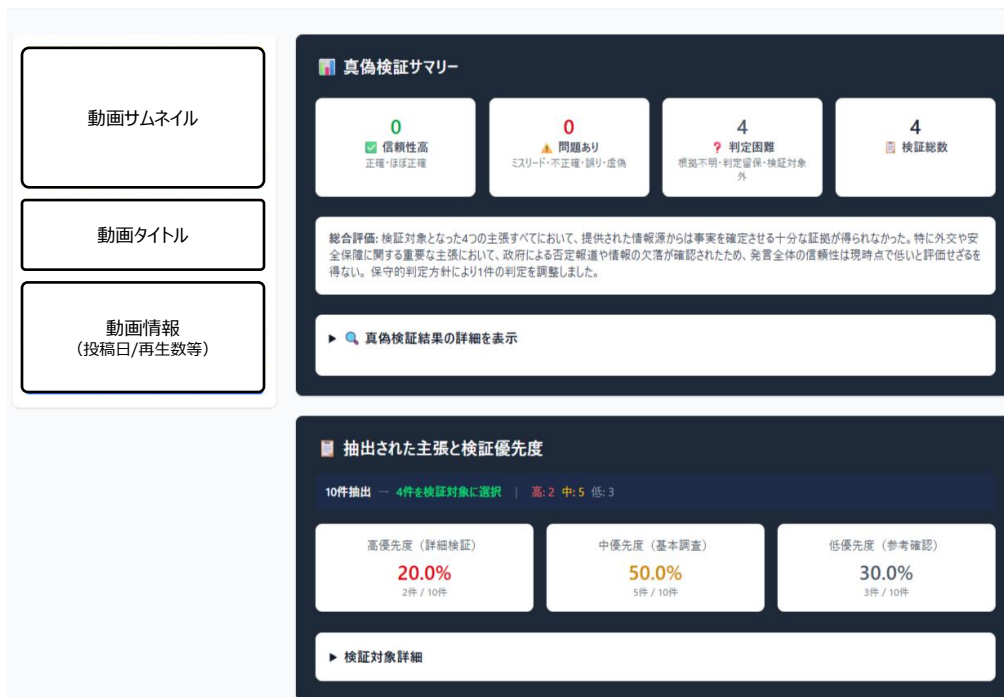 動画サムネイル
動画タイトル
動画情報
（投稿日/再生数等）
真偽検証サマリー
0
信頼性高
正確・ほぼ正確
0
問題あり
ミスリード・不正確・誤り・虚偽
4
判定困難
根拠不明・判定留保・検証対象
外
4
検証総数
総合評価: 検証対象となった4つの主張すべてにおいて、提供された情報源からは事実を確定させる十分な証拠が得られなかった。特に外交や安
全保障に関する重要な主張において、政府による否定報道や情報の欠落が確認されたため、発言全体の信頼性は現時点で低いと評価せざるを
得ない。保守的判定方針により1件の判定を調整しました。
▶ 真偽検証結果の詳細を表示
抽出された主張と検証優先度
10件抽出 — 4件を検証対象に選択 | 高: 2 中: 5 低: 3
高優先度（詳細検証）
20.0%
2件 / 10件
中優先度（基本調査）
50.0%
5件 / 10件
低優先度（参考確認）
30.0%
3件 / 10件
▶ 検証対象詳細